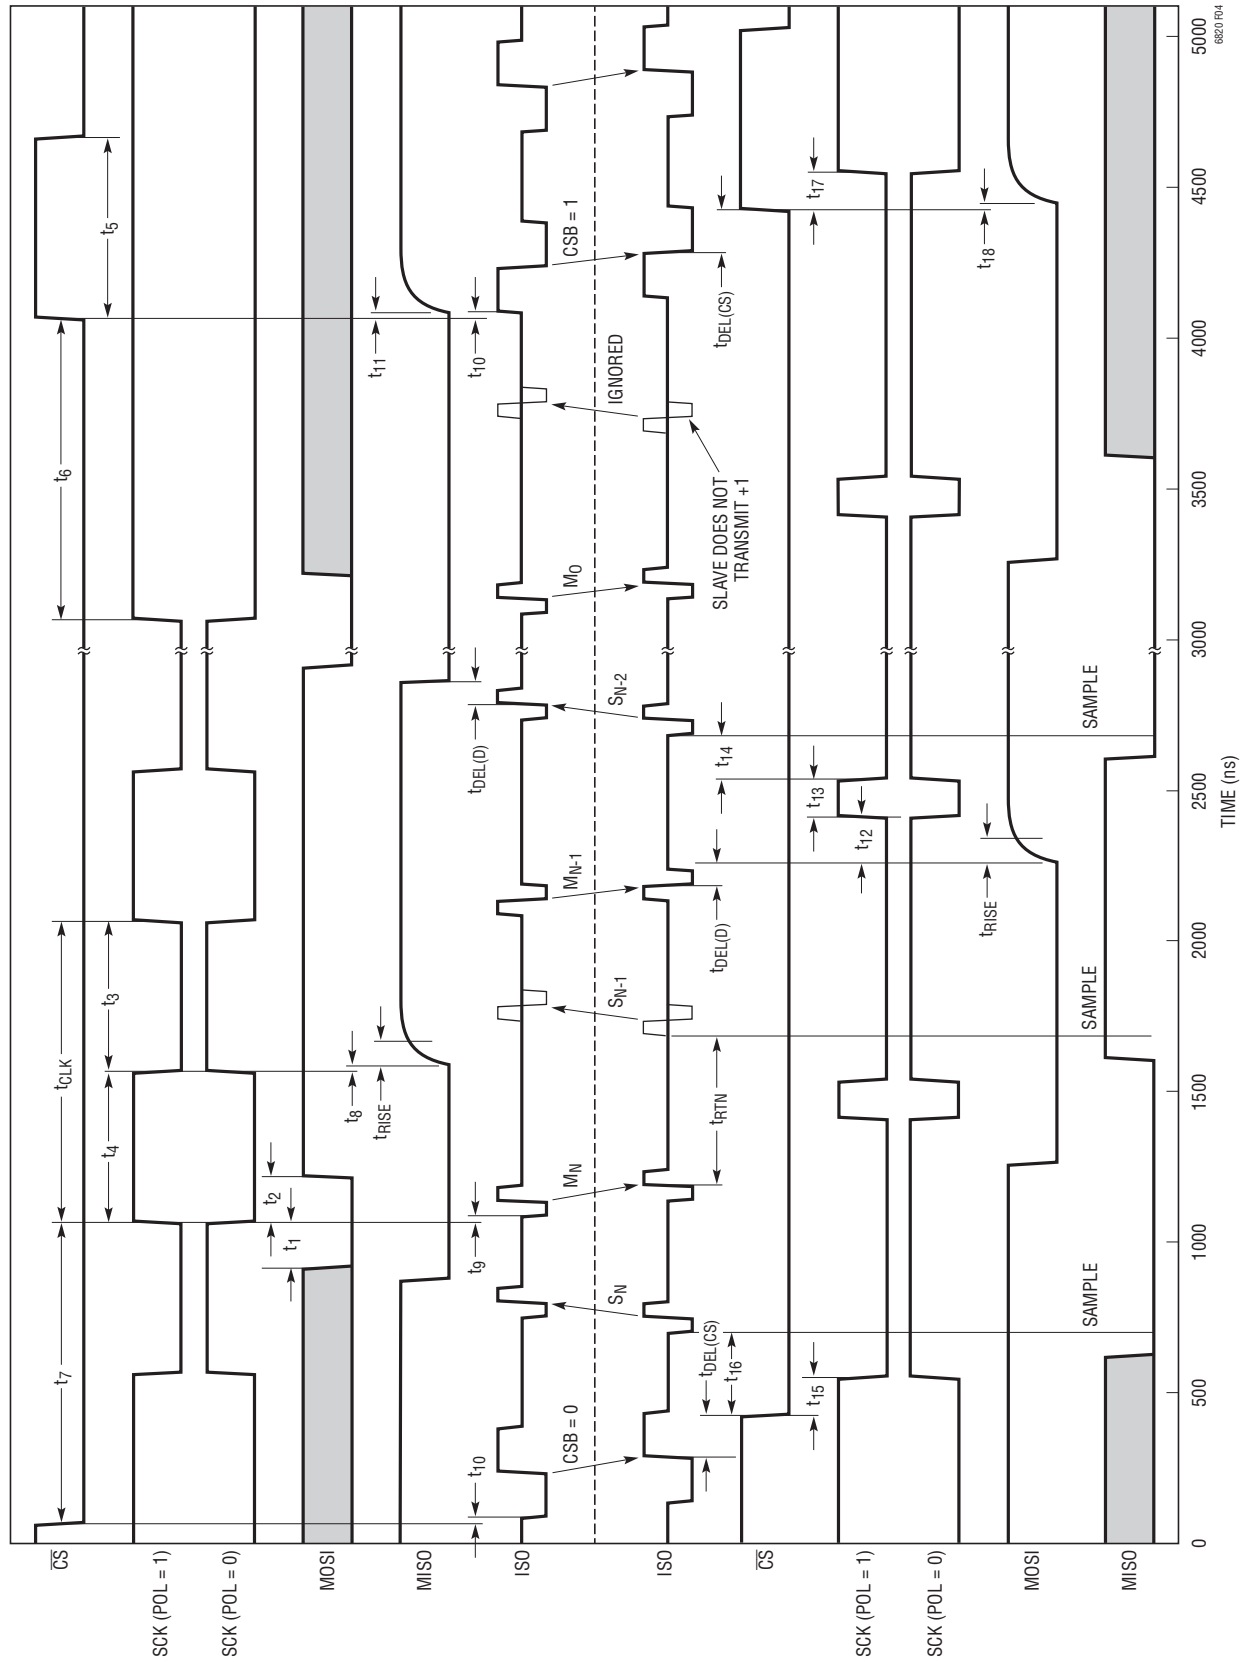 CS
t7
t6
t5
tCLK
t4
t3
SCK (POL = 1)
SCK (POL = 0)
t1
t2
MOSI
t8
tRISE
t11
MISO
t10
t9
tDEL(D)
t10
ISO
CSB = 0
SN
MN
SN-1
MN-1
SN-2
MO
IGNORED
CSB = 1
ISO
tDEL(CS)
t16
tRTN
tDEL(D)
t14
SLAVE DOES NOT
TRANSMIT +1
tDEL(CS)
CS
t15
t13
t17
SCK (POL = 1)
t12
SCK (POL = 0)
tRISE
t18
MOSI
SAMPLE
SAMPLE
SAMPLE
MISO
0
500
1000
1500
2000
2500
3000
3500
4000
4500
5000
TIME (ns)
6820 F04